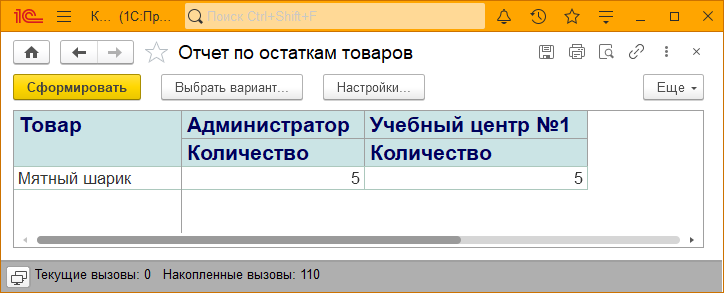 1С К... (1С:Пр... Поиск Ctrl+Shift+F
Отчет по остаткам товаров
Сформировать Выбрать вариант... Настройки... Еще
Товар Администратор Учебный центр №1
Количество Количество
Мятный шарик 5 5
Текущие вызовы: 0 Накопленные вызовы: 110